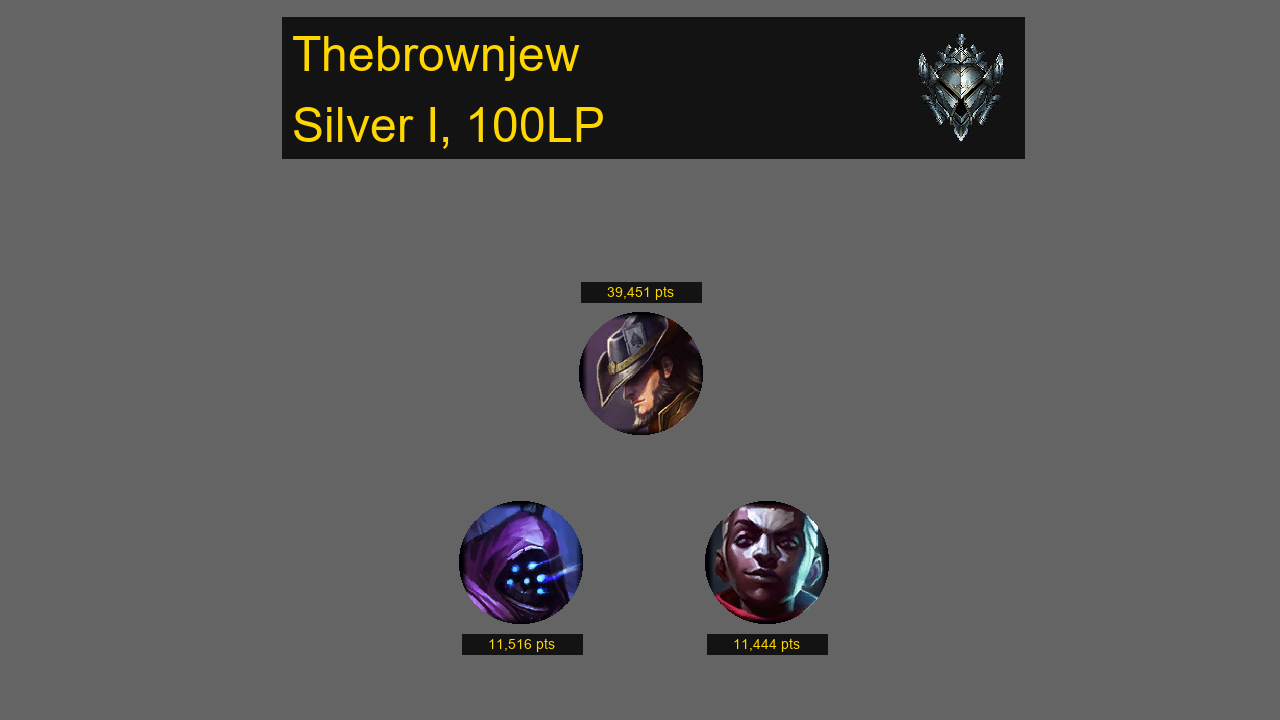 Thebrownjew
Silver I, 100LP
39,451 pts
11,516 pts
11,444 pts